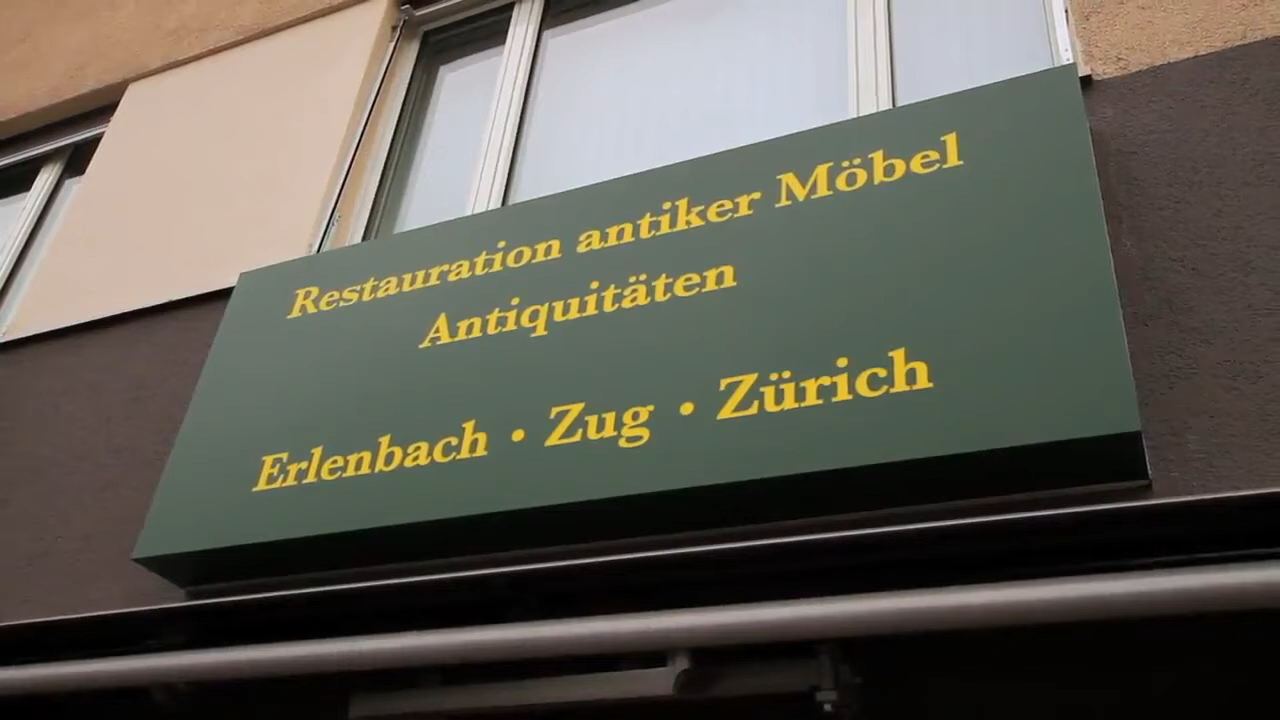 Restauration antiker Möbel
Antiquitäten
Erlenbach • Zug • Zürich